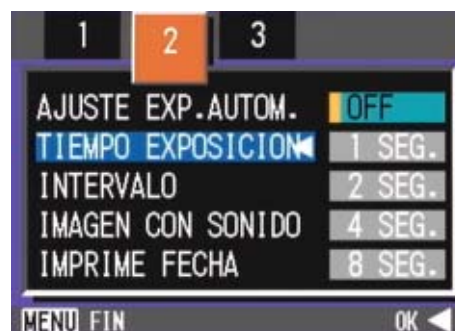 1 2 3
AJUSTE EXP.AUTOM. OFF
TIEMPO EXPOSICION 1 SEG.
INTERVALO 2 SEG.
IMAGEN CON SONIDO 4 SEG.
IMPRIME FECHA 8 SEG.
MENU FIN OK